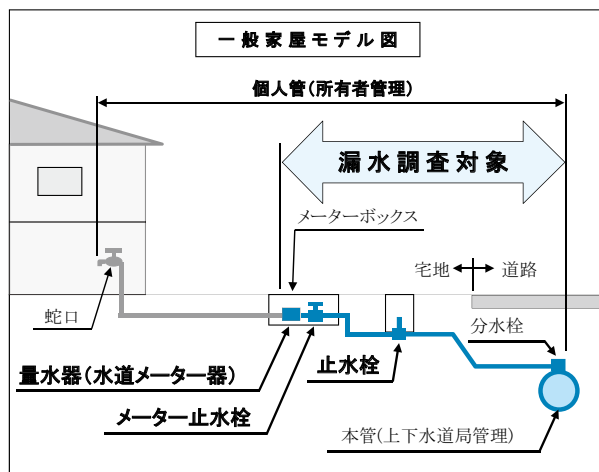 一般家屋モデル図
個人管(所有者管理)
漏水調査対象
メーターボックス
宅地
道路
蛇口
分水栓
量水器(水道メーター器)
止水栓
メーター止水栓
本管(上下水道局管理)